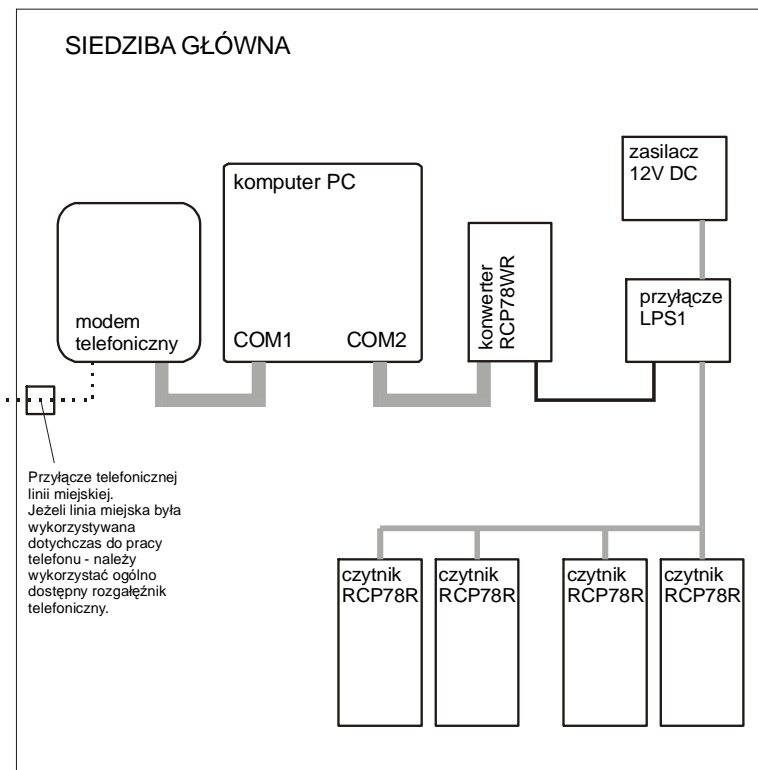 SIEDZIBA GŁÓWNA
zasilacz
12V DC
komputer PC
konwerter
RCP78WR
przyłącze
LPS1
modem
telefoniczny
COM1
COM2
Przyłącze telefonicznej
linii miejskiej.
Jeżeli linia miejska była
wykorzystywana
dotychczas do pracy
telefonu - należy
wykorzystać ogólno
dostępny rozgałęźnik
telefoniczny.
czytnik
RCP78R
czytnik
RCP78R
czytnik
RCP78R
czytnik
RCP78R